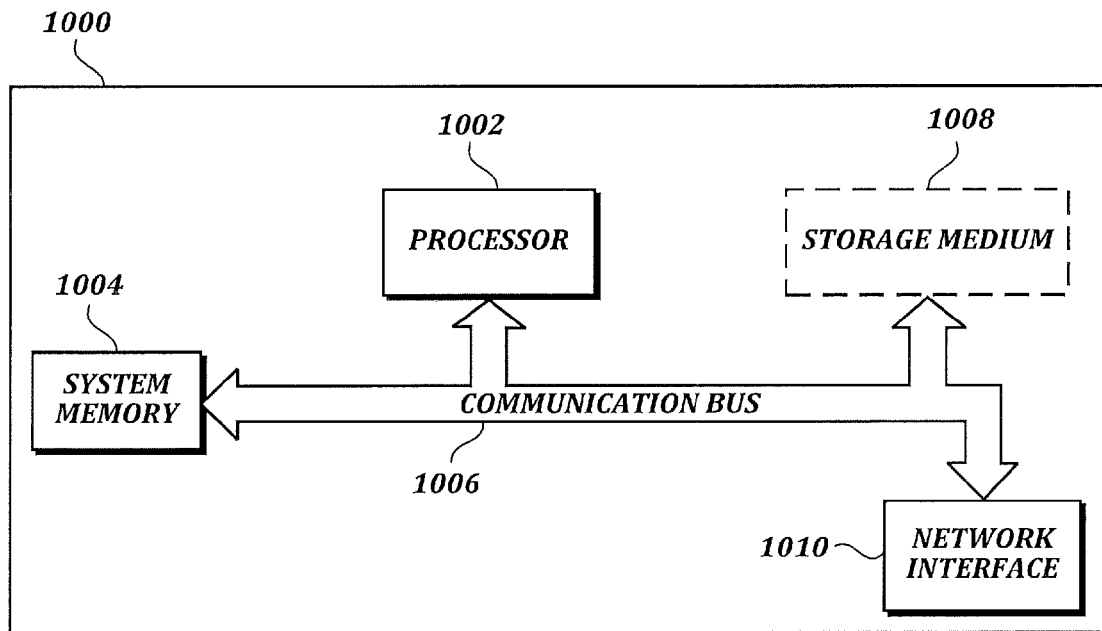 1000
1002
1008
PROCESSOR
STORAGE MEDIUM
1004
SYSTEM
MEMORY
COMMUNICATION BUS
1006
1010
NETWORK
INTERFACE